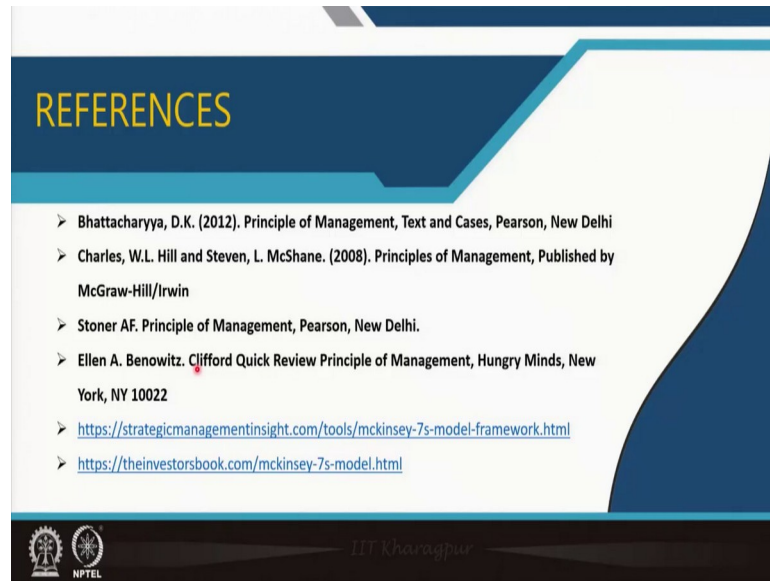 REFERENCES
➢ Bhattacharyya, D.K. (2012). Principle of Management, Text and Cases, Pearson, New Delhi
➢ Charles, W.L. Hill and Steven, L. McShane. (2008). Principles of Management, Published by
McGraw-Hill/Irwin
➢ Stoner AF. Principle of Management, Pearson, New Delhi.
➢ Ellen A. Benowitz. Clifford Quick Review Principle of Management, Hungry Minds, New
York, NY 10022
➢ https://strategicmanagementinsight.com/tools/mckinsey-7s-model-framework.html
➢ https://theinvestorsbook.com/mckinsey-7s-model.html
IIT Kharagpur
NPTEL